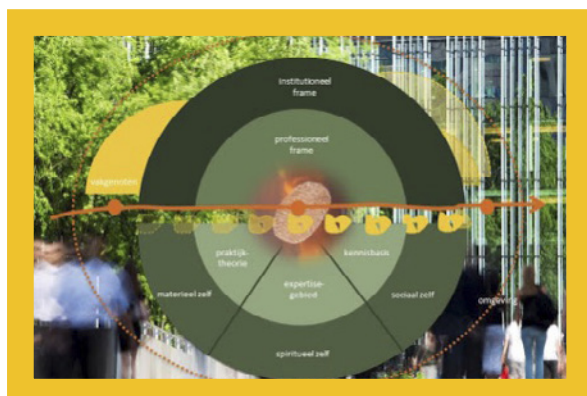 institutioneel
frame
professioneel
frame
vakgenoten
praktijk-
theorie
kennisbasis
materieel zelf
expertise-
gebied
sociaal zelf
omgeving
spiritueel zelf